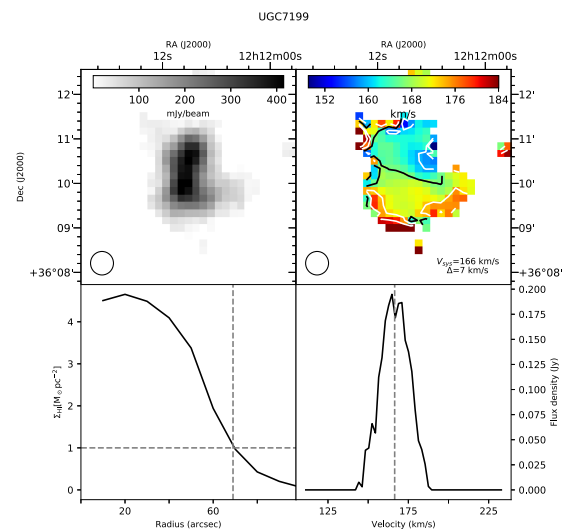 UGC7199
RA (J2000)
RA (J2000)
12s 12h12m00s
12s 12h12m00s
100 200 300 400
mJy/beam
152 160 168 176 184
km/s
12'
11'
10'
09'
+36°08'
Dec (J2000)
12'
11'
10'
09'
+36°08'
Vsys=166 km/s
Δ=7 km/s
4
3
2
1
0
ΣHI[M⊙pc−2]
20 60
Radius (arcsec)
0.200
0.175
0.150
0.125
0.100
0.075
0.050
0.025
0.000
Flux density (Jy)
125 175 225
Velocity (km/s)